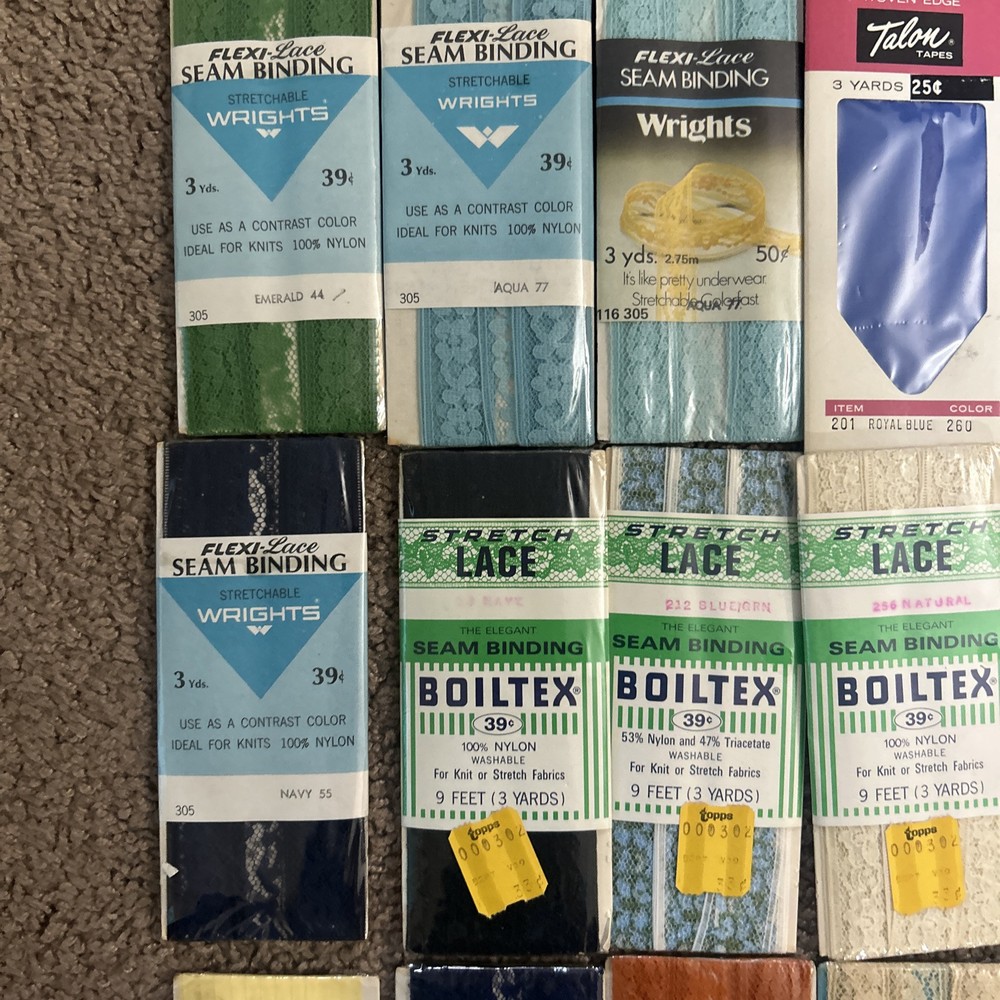 FLEXI-Lace
SEAM BINDING
STRETCHABLE
WRIGHTS
3 Yds. 39¢
USE AS A CONTRAST COLOR
IDEAL FOR KNITS 100% NYLON
EMERALD 44
305
FLEXI-Lace
SEAM BINDING
STRETCHABLE
WRIGHTS
3 Yds. 39¢
USE AS A CONTRAST COLOR
IDEAL FOR KNITS 100% NYLON
AQUA 77
305
FLEXI-Lace
SEAM BINDING
Wrights
3 yds. 2.75m 50¢
It's like pretty underwear.
Stretchable Colorfast
AQUA 77
116 305
WOVEN EDGE
Talon®
TAPES
3 YARDS 25¢
ITEM COLOR
201 ROYAL BLUE 260
FLEXI-Lace
SEAM BINDING
STRETCHABLE
WRIGHTS
3 Yds. 39¢
USE AS A CONTRAST COLOR
IDEAL FOR KNITS 100% NYLON
NAVY 55
305
STRETCH
LACE
NAVY
THE ELEGANT
SEAM BINDING
BOILTEX®
39¢
100% NYLON
WASHABLE
For Knit or Stretch Fabrics
9 FEET (3 YARDS)
topps
000302
33¢
STRETCH
LACE
212 BLUE/GRN
THE ELEGANT
SEAM BINDING
BOILTEX®
39¢
53% Nylon and 47% Triacetate
WASHABLE
For Knit or Stretch Fabrics
9 FEET (3 YARDS)
topps
000302
33¢
STRETCH
LACE
256 NATURAL
THE ELEGANT
SEAM BINDING
BOILTEX®
39¢
100% NYLON
WASHABLE
For Knit or Stretch Fabrics
9 FEET (3 YARDS)
topps
000302
33¢